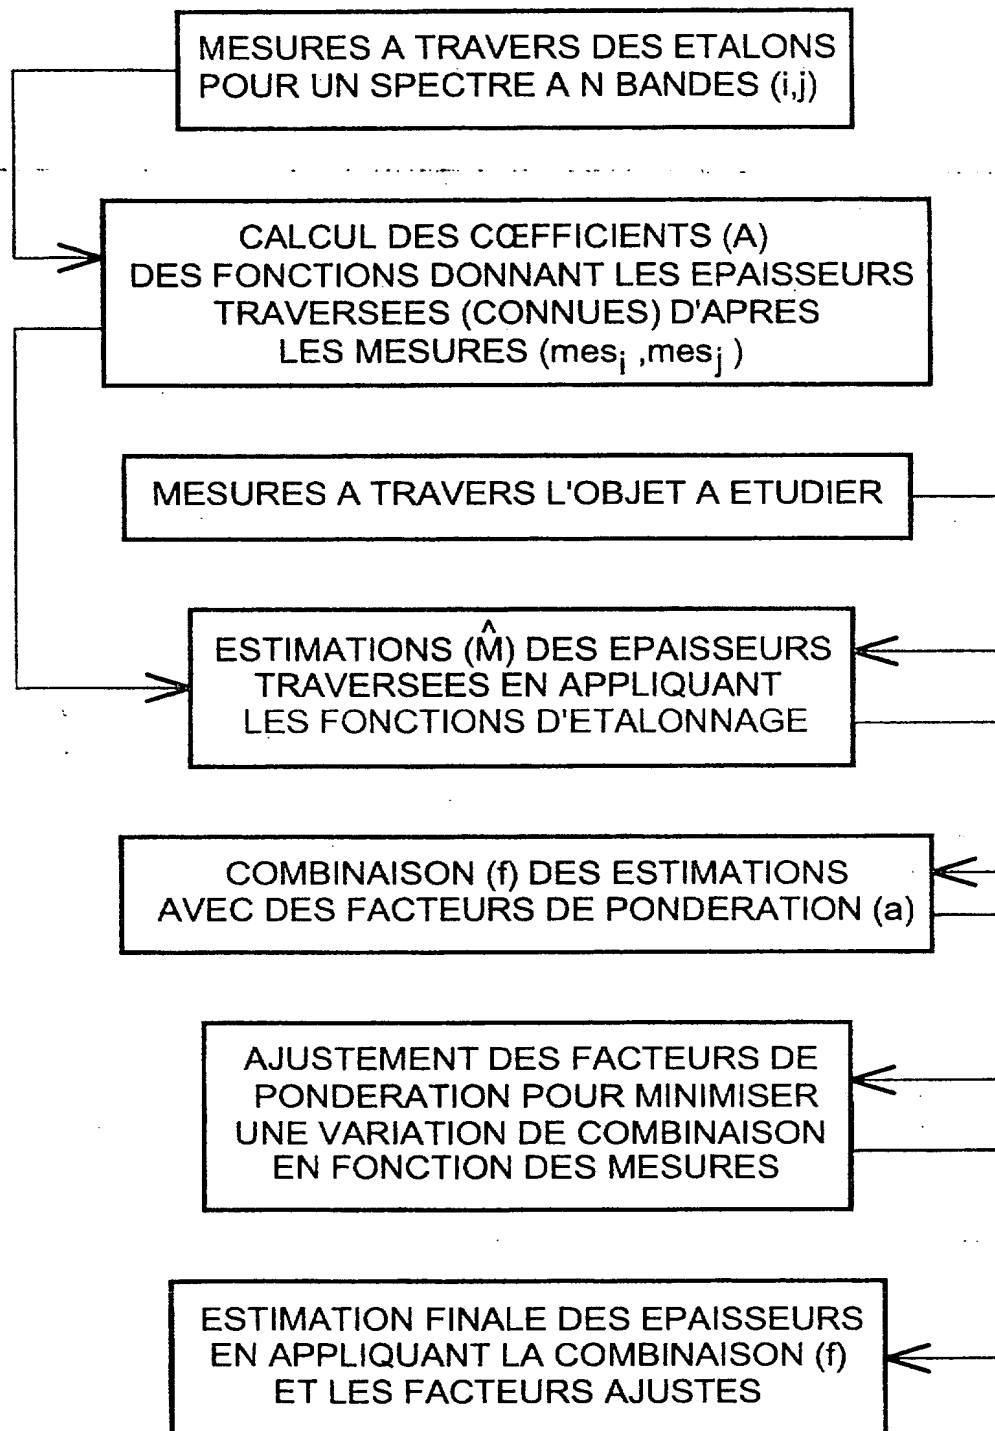 MESURES A TRAVERS DES ETALONS
POUR UN SPECTRE A N BANDES (i,j)
CALCUL DES CŒFFICIENTS (A)
DES FONCTIONS DONNANT LES EPAISSEURS
TRAVERSEES (CONNUES) D'APRES
LES MESURES (mesi ,mesj )
MESURES A TRAVERS L'OBJET A ETUDIER
ESTIMATIONS (M̂) DES EPAISSEURS
TRAVERSEES EN APPLIQUANT
LES FONCTIONS D'ETALONNAGE
COMBINAISON (f) DES ESTIMATIONS
AVEC DES FACTEURS DE PONDERATION (a)
AJUSTEMENT DES FACTEURS DE
PONDERATION POUR MINIMISER
UNE VARIATION DE COMBINAISON
EN FONCTION DES MESURES
ESTIMATION FINALE DES EPAISSEURS
EN APPLIQUANT LA COMBINAISON (f)
ET LES FACTEURS AJUSTES